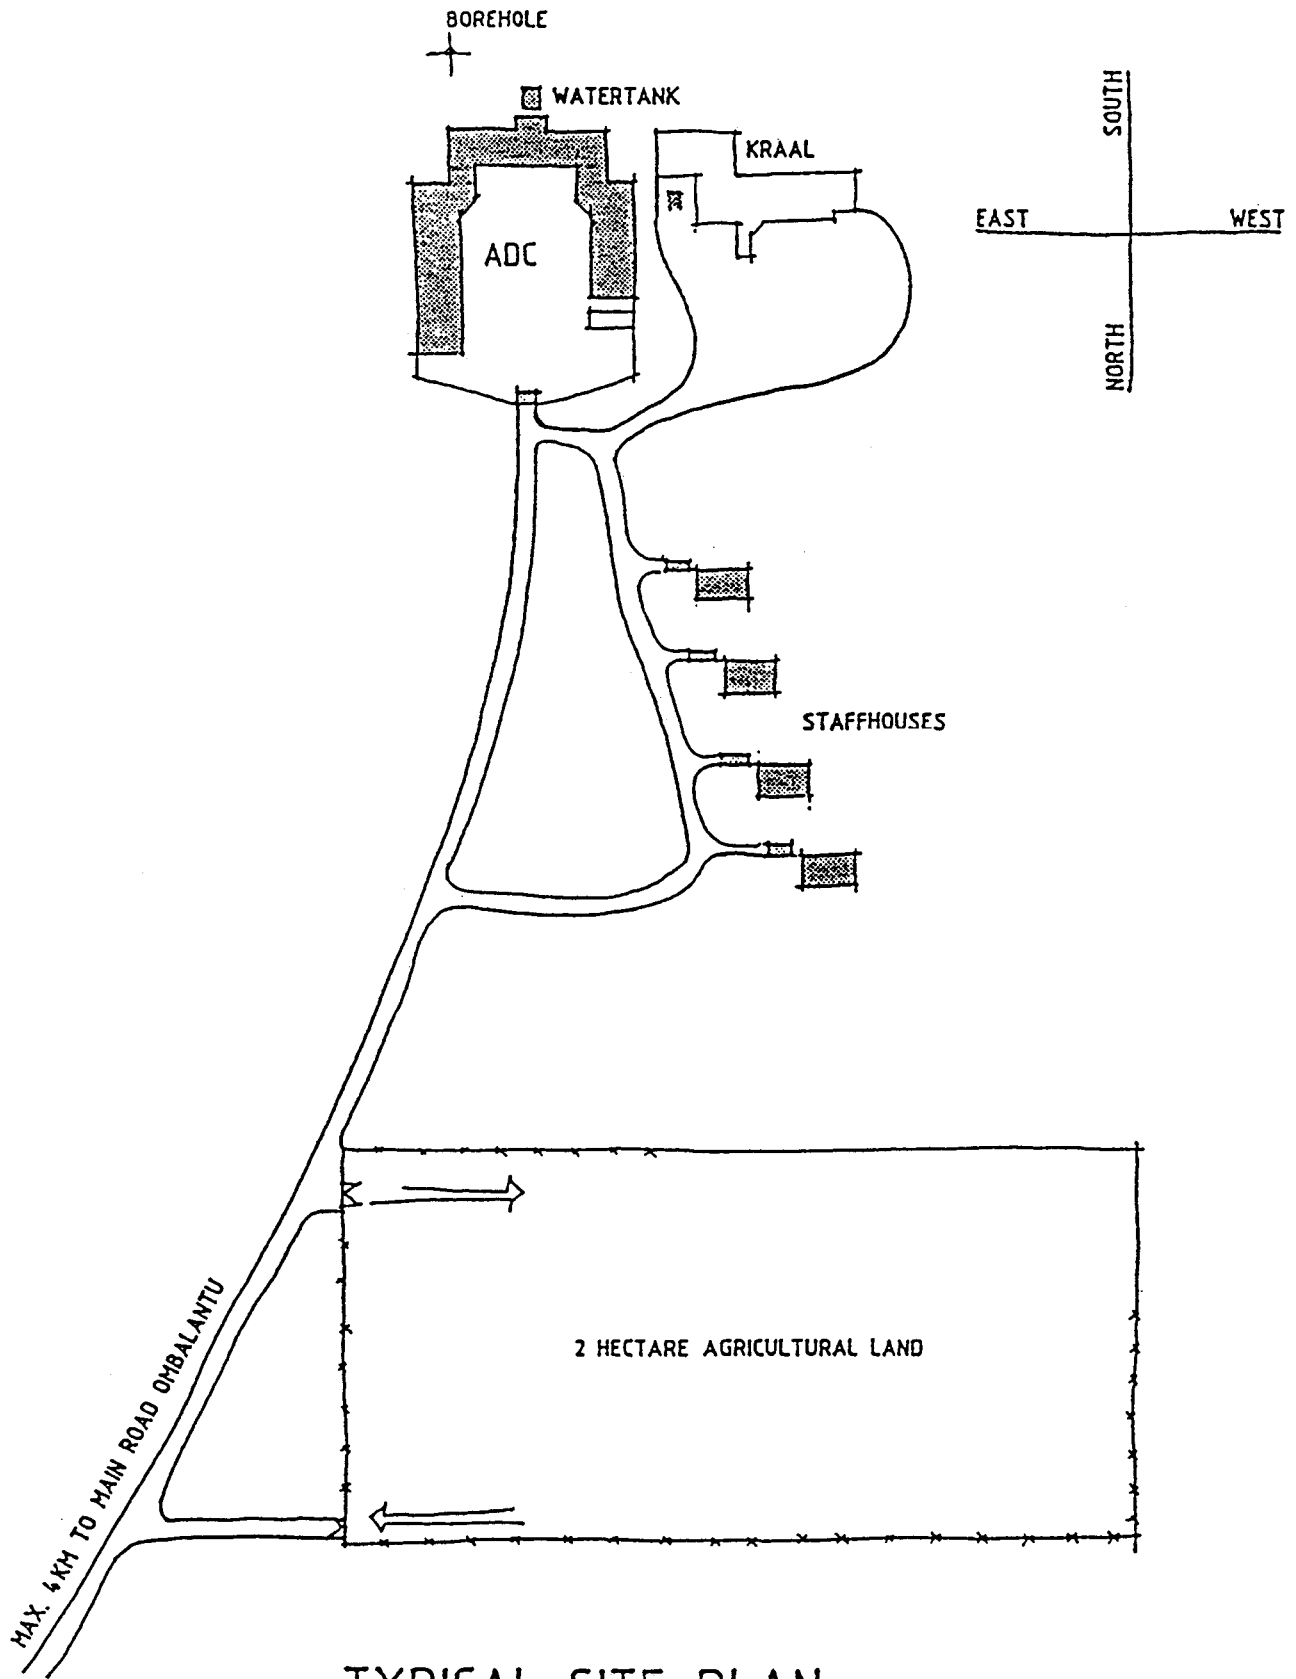 BOREHOLE
WATERTANK
KRAAL
ADC
SOUTH
EAST
WEST
NORTH
STAFFHOUSES
2 HECTARE AGRICULTURAL LAND
MAX. 4KM TO MAIN ROAD OMBALANTU
TYPICAL SITE PLAN